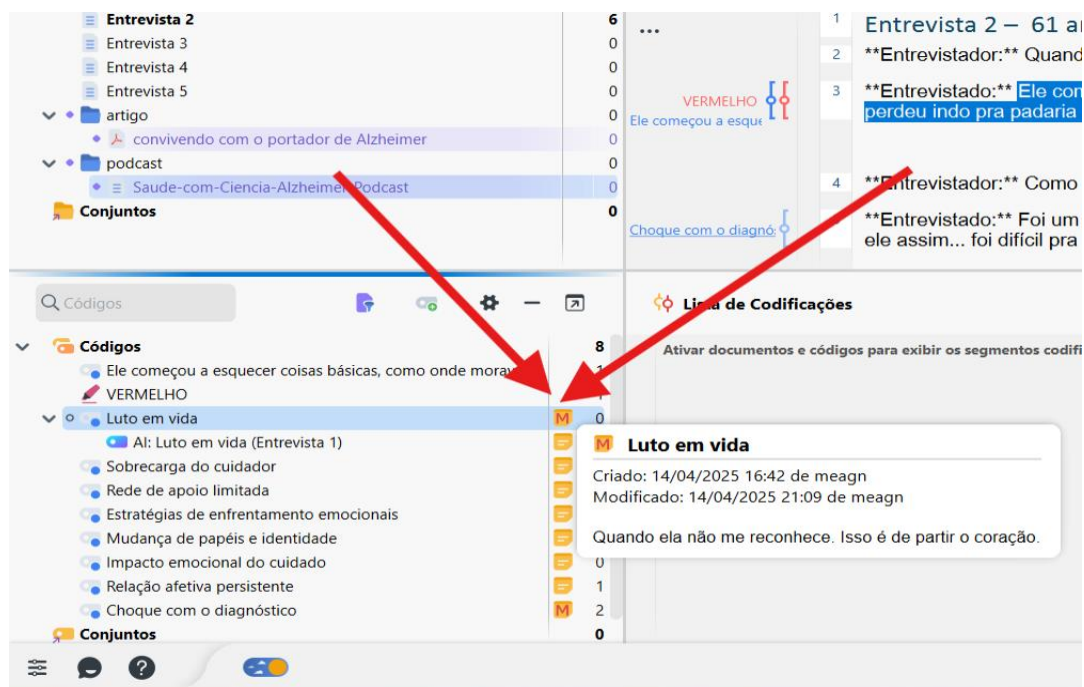 Entrevista 2 6
Entrevista 3 0
Entrevista 4 0
Entrevista 5 0
artigo 0
convivendo com o portador de Alzheimer 0
podcast 0
Saude-com-Ciencia-Alzheimer-Podcast 0
Conjuntos 0
...
VERMELHO
Ele começou a esque
Choque com o diagnó
1 Entrevista 2 – 61 a
2 **Entrevistador:** Quand
3 **Entrevistado:** Ele con
perdeu indo pra padaria
4 **Entrevistador:** Como
**Entrevistado:** Foi um
ele assim... foi difícil pra
Códigos
Códigos 8
Ele começou a esquecer coisas básicas, como onde morav 1
VERMELHO 1
Luto em vida M 0
AI: Luto em vida (Entrevista 1)
Sobrecarga do cuidador
Rede de apoio limitada
Estratégias de enfrentamento emocionais
Mudança de papéis e identidade
Impacto emocional do cuidado 0
Relação afetiva persistente 1
Choque com o diagnóstico M 2
Conjuntos 0
Lista de Codificações
Ativar documentos e códigos para exibir os segmentos codifi
M Luto em vida
Criado: 14/04/2025 16:42 de meagn
Modificado: 14/04/2025 21:09 de meagn
Quando ela não me reconhece. Isso é de partir o coração.